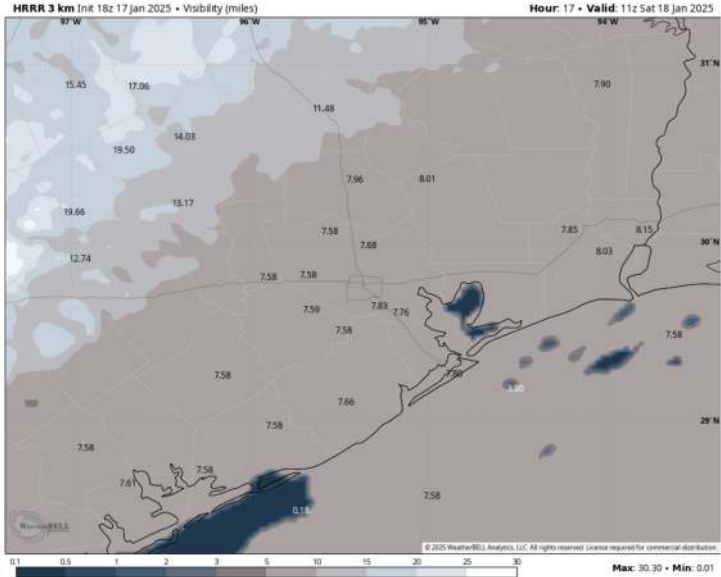 HRRR 3 km Init 18z 17 Jan 2025 • Visibility (miles)
Hour: 17 • Valid: 11z Sat 18 Jan 2025
97°W 96°W 95°W 94°W
31°N
15.45 17.06 7.90
11.48
14.03
19.50
7.96 8.01
13.17
19.66
7.58 7.85 8.15
30°N
7.68 8.03
12.74
7.58 7.58
7.59 7.83 7.76
7.58 7.58
7.58 7.80
7.66
29°N
7.58
7.58 7.58
7.61
7.58
0.18
WeatherBELL
© 2025 WeatherBELL Analytics, LLC. All rights reserved. License required for commercial distribution.
0.1 0.5 1 2 3 5 10 15 20 25 30
Max: 30.30 • Min: 0.01